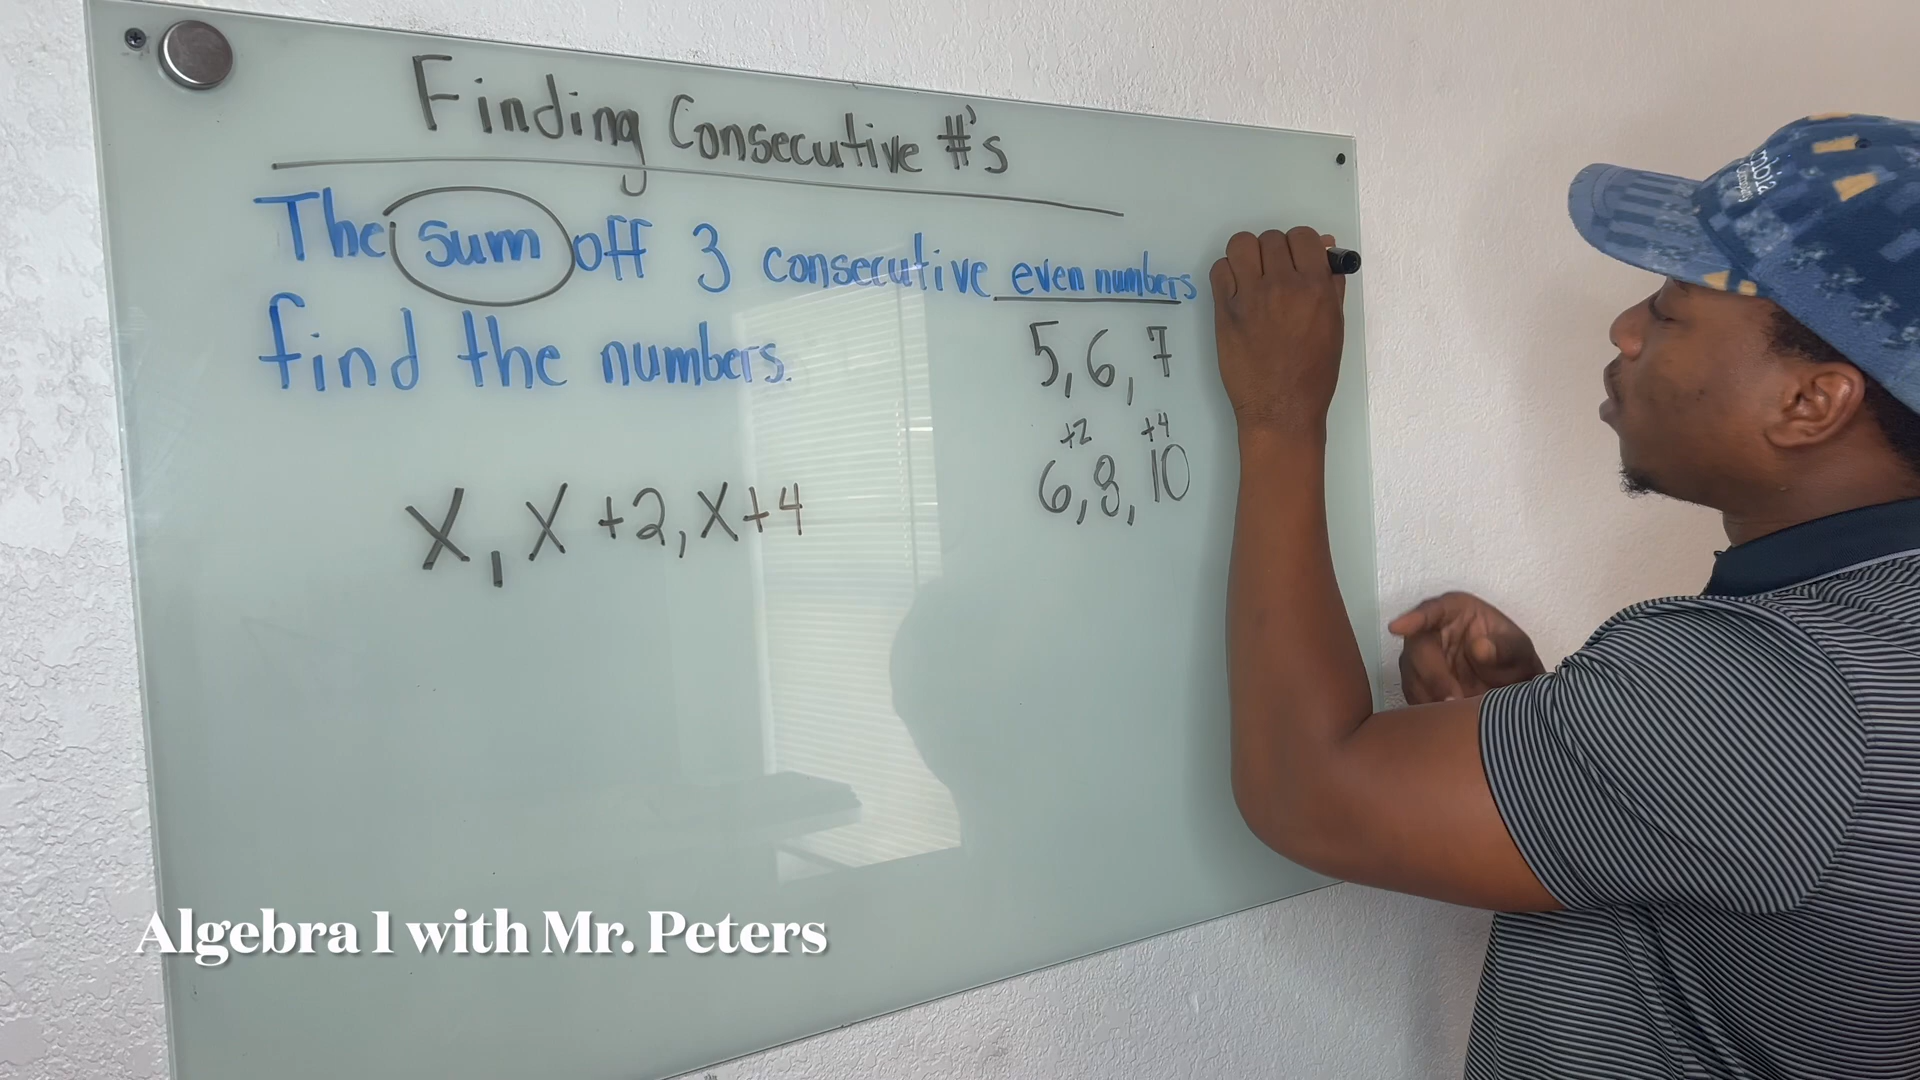 Finding Consecutive #'s
The sum off 3 consecutive even numbers
find the numbers.
5, 6, 7
+2 +4
6, 8, 10
X, X +2, X+4
Algebra 1 with Mr. Peters